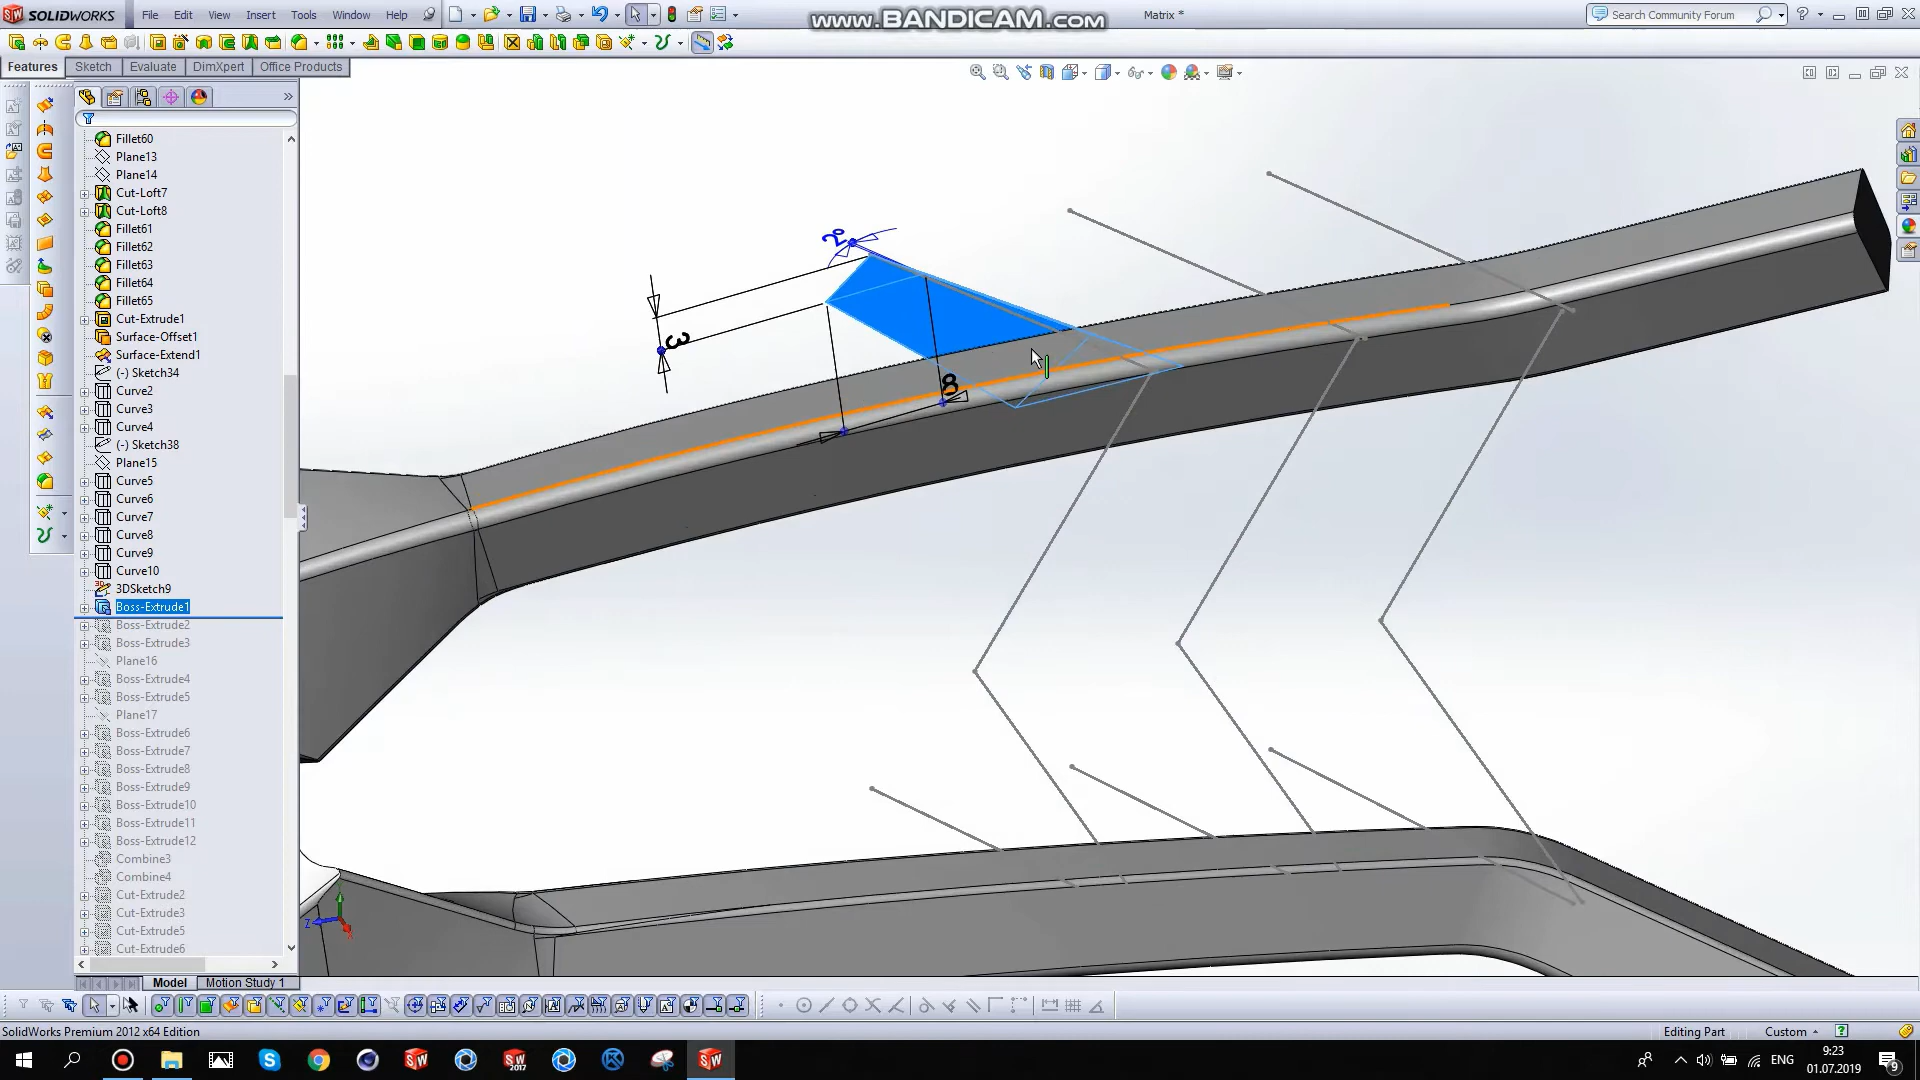 SOLIDWORKS
File Edit View Insert Tools Window Help
www.BANDICAM.com
Matrix *
Search Community Forum
Features Sketch Evaluate DimXpert Office Products
Fillet60
Plane13
Plane14
Cut-Loft7
Cut-Loft8
Fillet61
Fillet62
Fillet63
Fillet64
Fillet65
Cut-Extrude1
Surface-Offset1
Surface-Extend1
(-) Sketch34
Curve2
Curve3
Curve4
(-) Sketch38
Plane15
Curve5
Curve6
Curve7
Curve8
Curve9
Curve10
3DSketch9
Boss-Extrude1
Boss-Extrude2
Boss-Extrude3
Plane16
Boss-Extrude4
Boss-Extrude5
Plane17
Boss-Extrude6
Boss-Extrude7
Boss-Extrude8
Boss-Extrude9
Boss-Extrude10
Boss-Extrude11
Boss-Extrude12
Combine3
Combine4
Cut-Extrude2
Cut-Extrude3
Cut-Extrude5
Cut-Extrude6
2°
3
8
Z
Model Motion Study 1
SolidWorks Premium 2012 x64 Edition
Editing Part Custom
ENG
9:23
01.07.2019
9
2017